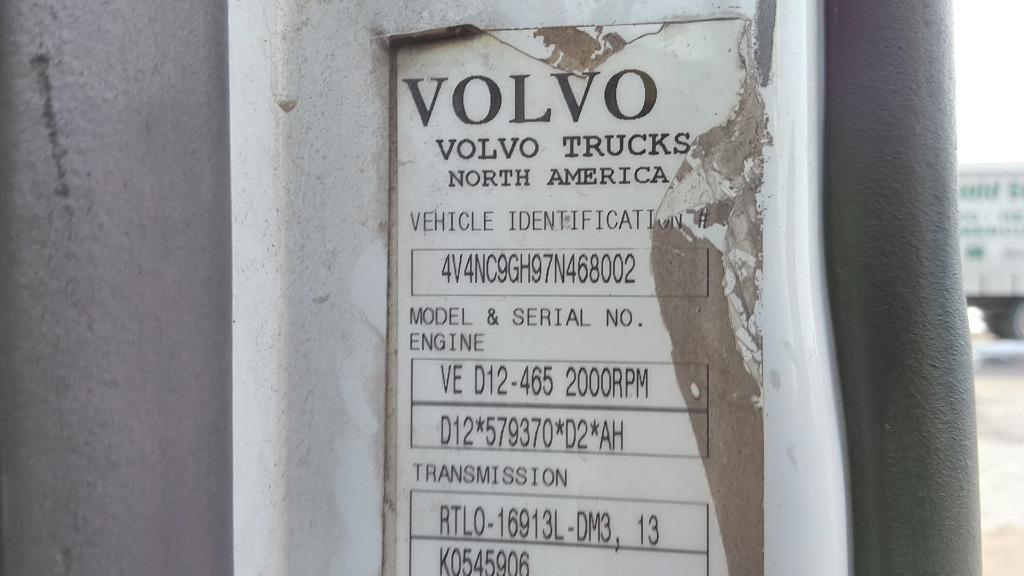 VOLVO
VOLVO TRUCKS
NORTH AMERICA
VEHICLE IDENTIFICATION #
4V4NC9GH97N468002
MODEL & SERIAL NO.
ENGINE
VE D12-465 2000RPM
D12*579370*D2*AH
TRANSMISSION
RTLO-16913L-DM3, 13
K0545906